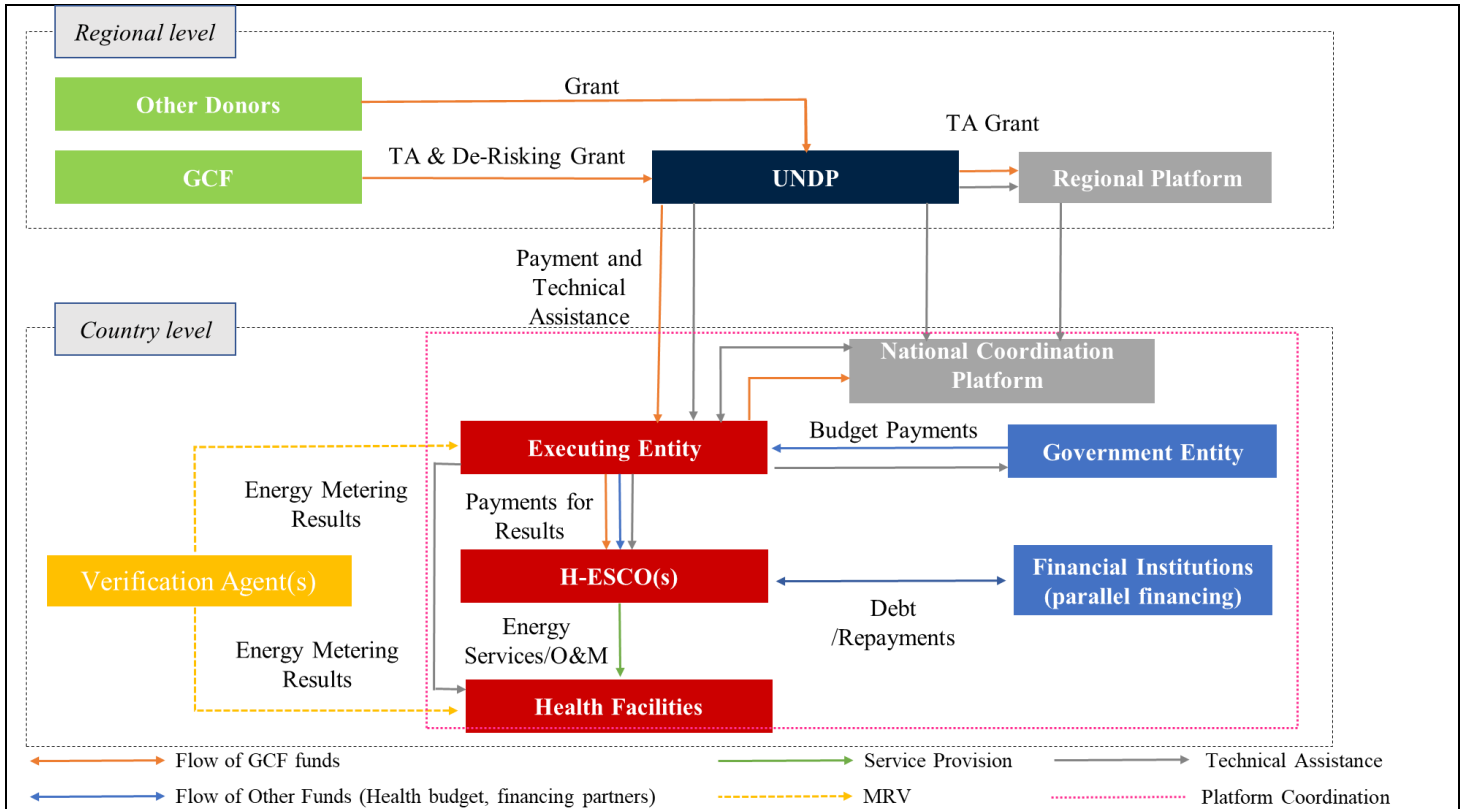 Regional level
Other Donors
Grant
TA Grant
GCF
TA & De-Risking Grant
UNDP
Regional Platform
Payment and
Technical
Assistance
Country level
National Coordination
Platform
Executing Entity
Budget Payments
Government Entity
Energy Metering
Results
Payments for
Results
Verification Agent(s)
H-ESCO(s)
Financial Institutions
(parallel financing)
Debt
/Repayments
Energy
Services/O&M
Energy Metering
Results
Health Facilities
Flow of GCF funds
Service Provision
Technical Assistance
Flow of Other Funds (Health budget, financing partners)
MRV
Platform Coordination